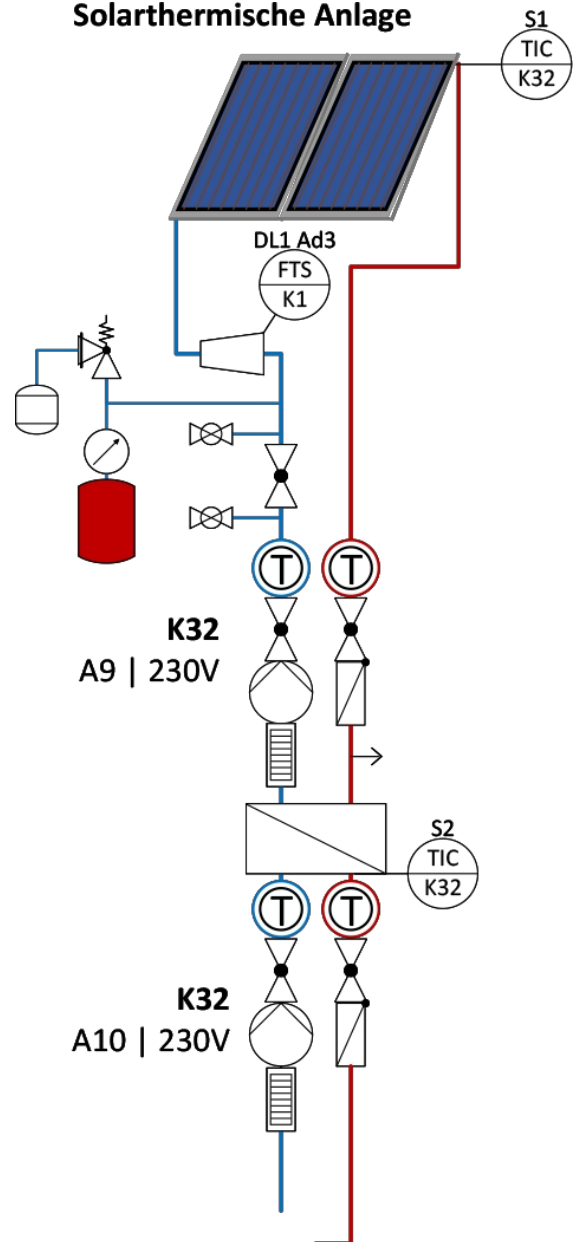 Solarthermische Anlage
S1
TIC
K32
DL1 Ad3
FTS
K1
T
T
K32
A9 | 230V
S2
TIC
K32
T
T
K32
A10 | 230V